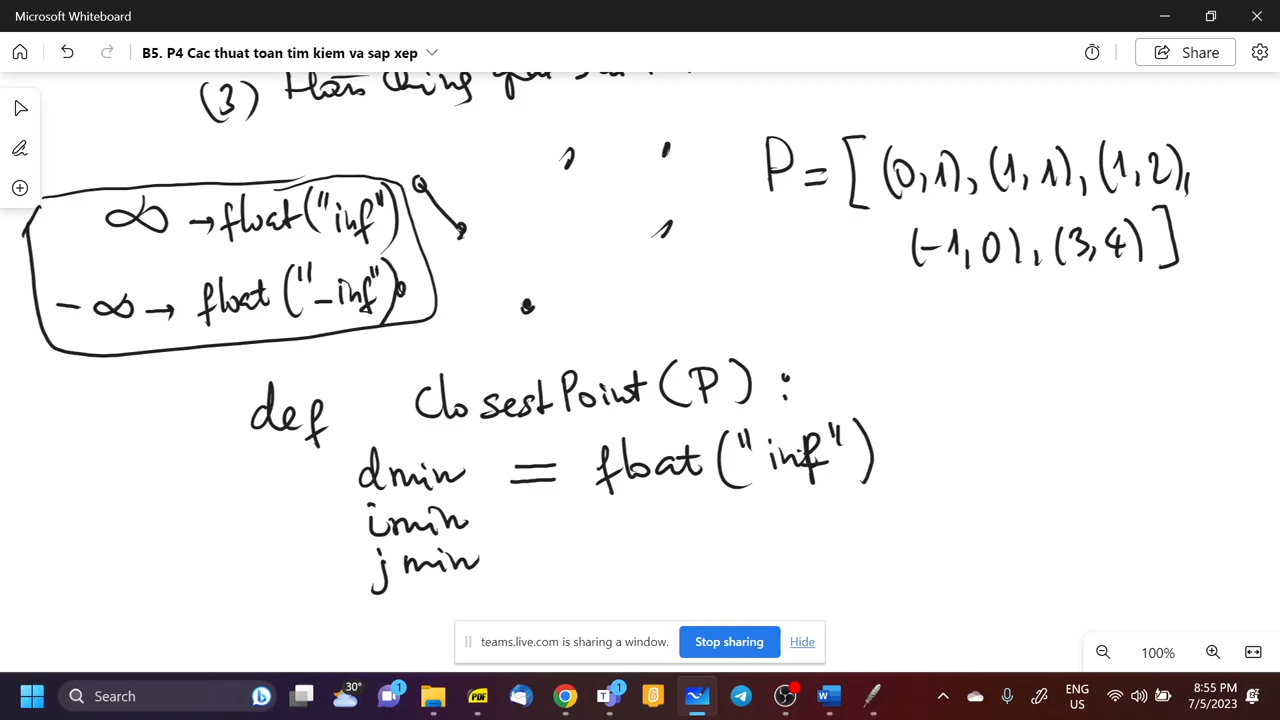 Microsoft Whiteboard
B5. P4 Cac thuat toan tim kiem va sap xep
Share
(3)
P = [(0,1), (1,1), (1,2),
(-1,0), (3,4)]
∞ → float("inf")
- ∞ → float("-inf")
def ClosestPoint(P):
dmin = float("inf")
imin
jmin
teams.live.com is sharing a window.
Stop sharing
Hide
100%
Search
30°
1
1
ENG
US
8:55 PM
7/5/2023